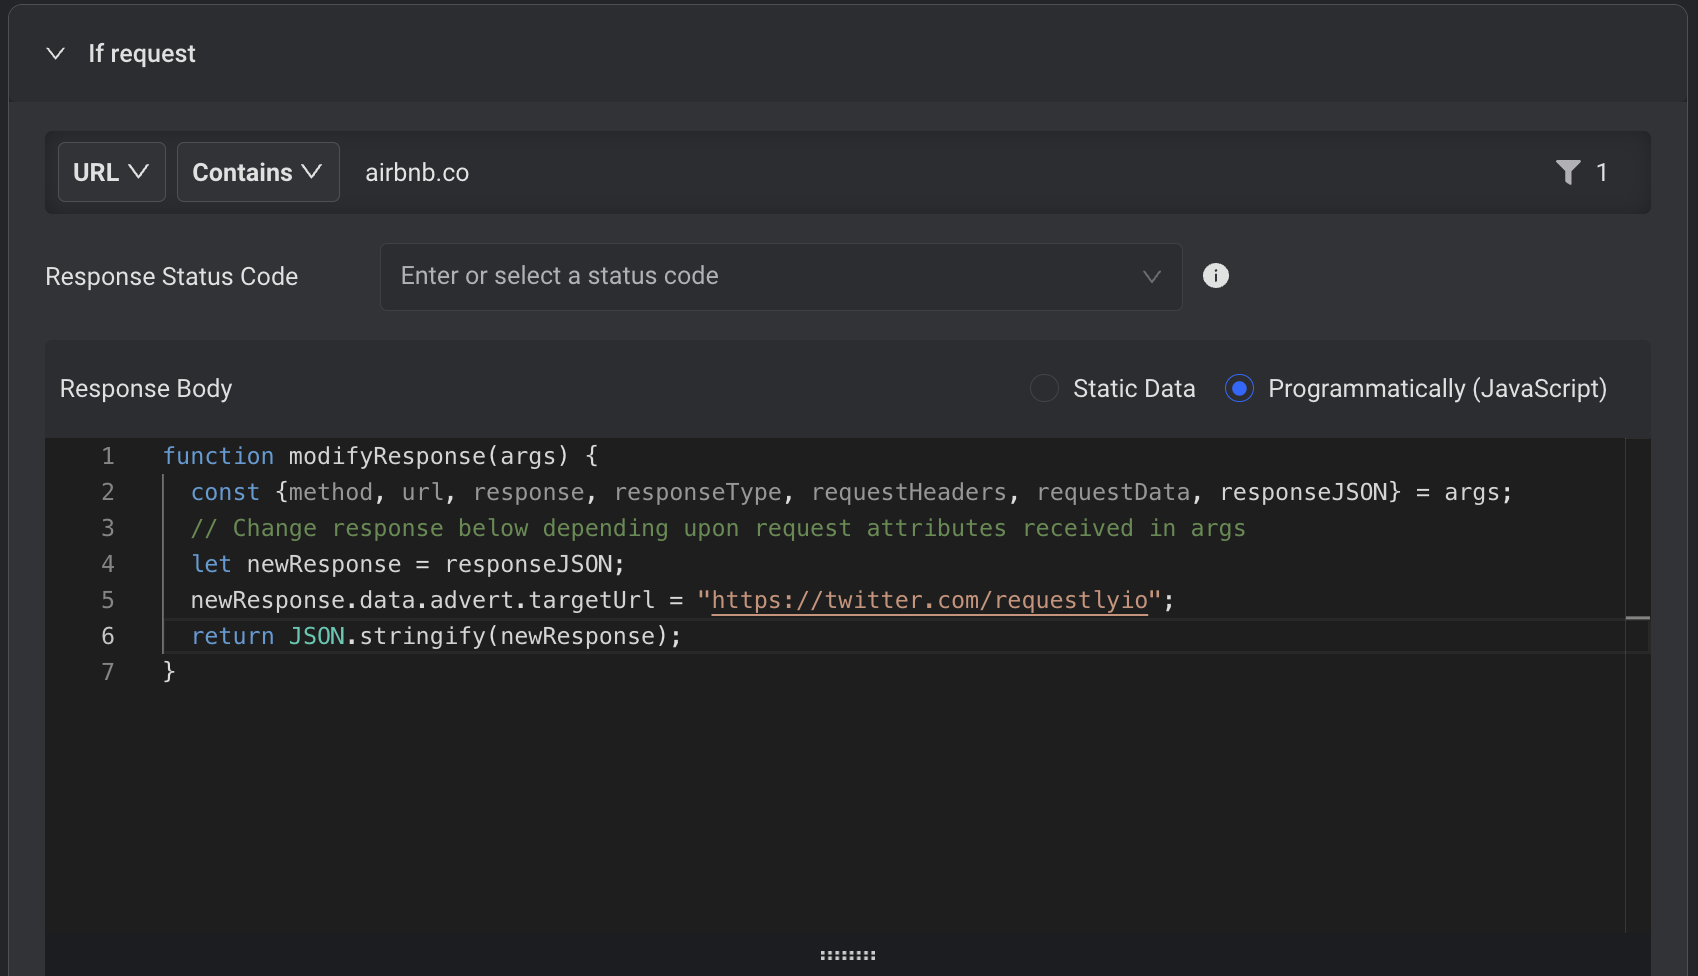 If request
URL Contains airbnb.co 1
Response Status Code Enter or select a status code
Response Body Static Data Programmatically (JavaScript)
1 function modifyResponse(args) {
2 const {method, url, response, responseType, requestHeaders, requestData, responseJSON} = args;
3 // Change response below depending upon request attributes received in args
4 let newResponse = responseJSON;
5 newResponse.data.advert.targetUrl = "https://twitter.com/requestlyio";
6 return JSON.stringify(newResponse);
7 }